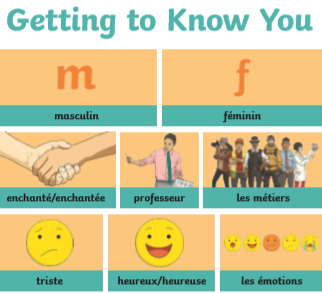 Getting to Know You
m f
masculin féminin
enchanté/enchantée professeur les métiers
triste heureux/heureuse les émotions